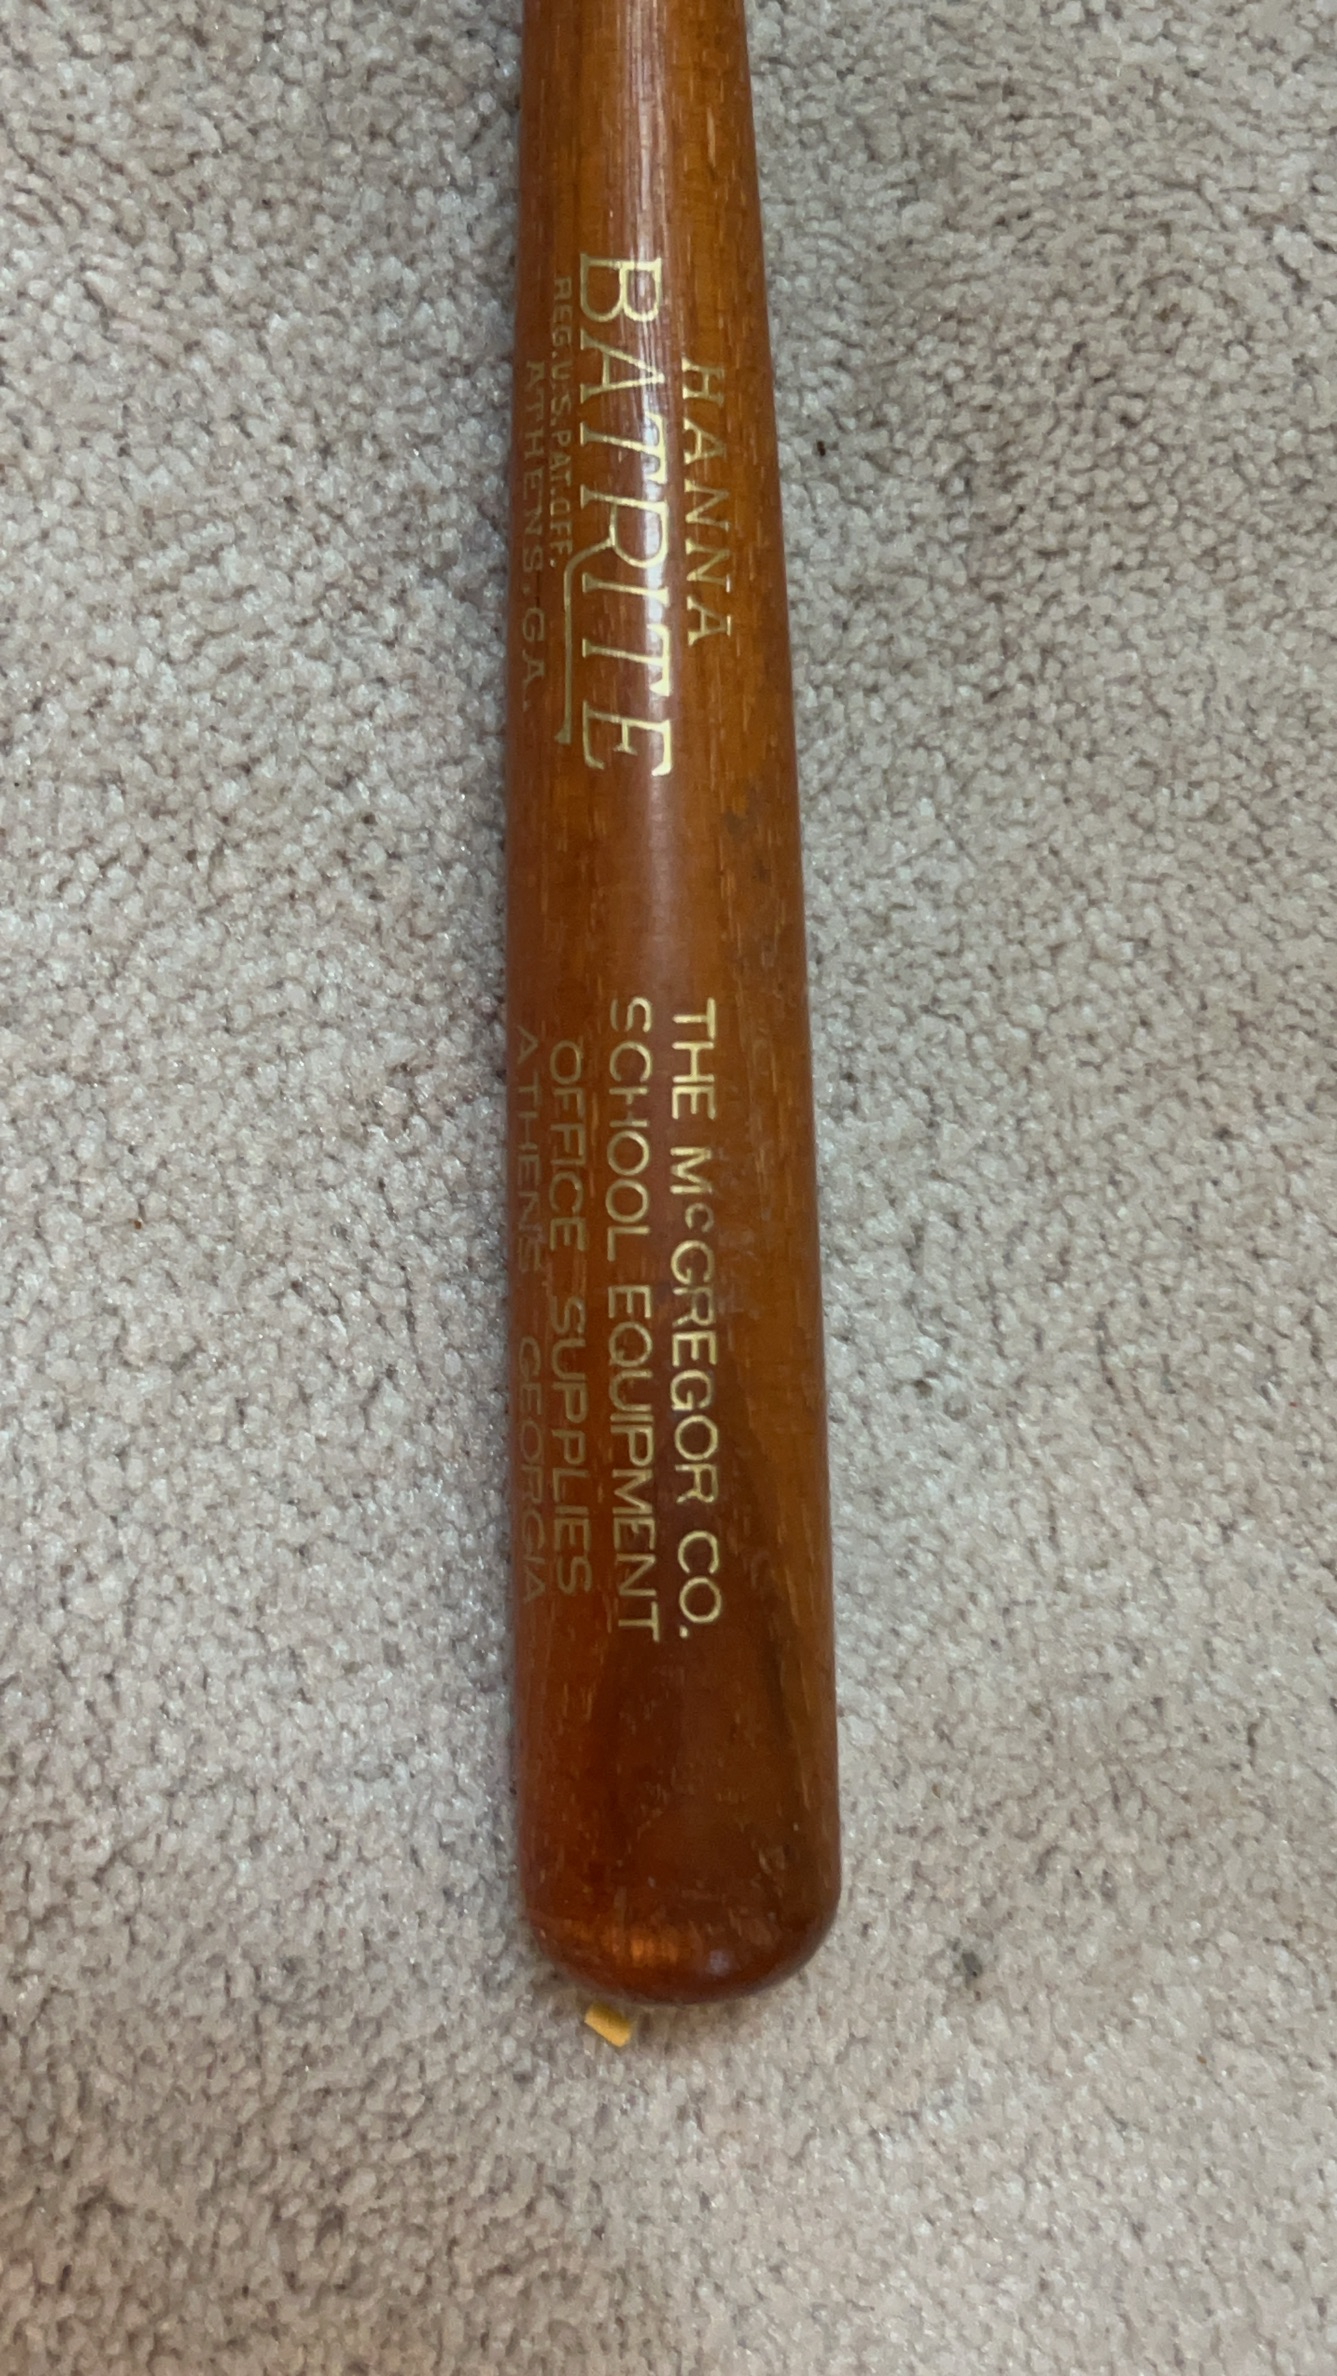 HANNA
BATRITE
REG. U.S. PAT. OFF.
ATHENS, GA.
THE McGREGOR CO.
SCHOOL EQUIPMENT
OFFICE SUPPLIES
ATHENS GEORGIA